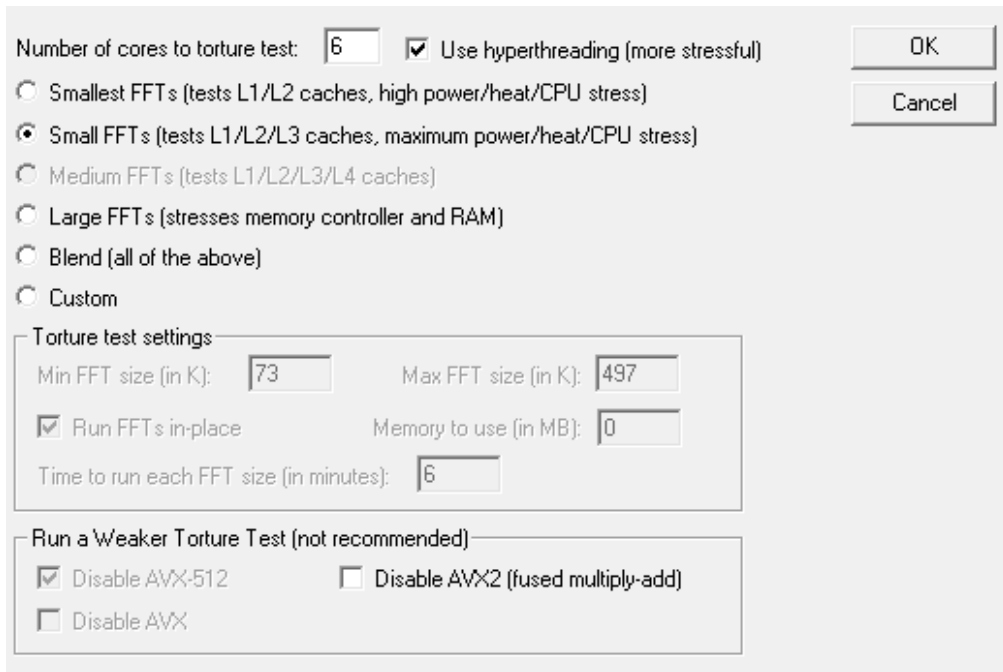 Number of cores to torture test: 6 Use hyperthreading (more stressful) OK
Smallest FFTs (tests L1/L2 caches, high power/heat/CPU stress)
Cancel
Small FFTs (tests L1/L2/L3 caches, maximum power/heat/CPU stress)
Medium FFTs (tests L1/L2/L3/L4 caches)
Large FFTs (stresses memory controller and RAM)
Blend (all of the above)
Custom
Torture test settings
Min FFT size (in K): 73 Max FFT size (in K): 497
Run FFTs in-place Memory to use (in MB): 0
Time to run each FFT size (in minutes): 6
Run a Weaker Torture Test (not recommended)
Disable AVX-512 Disable AVX2 (fused multiply-add)
Disable AVX